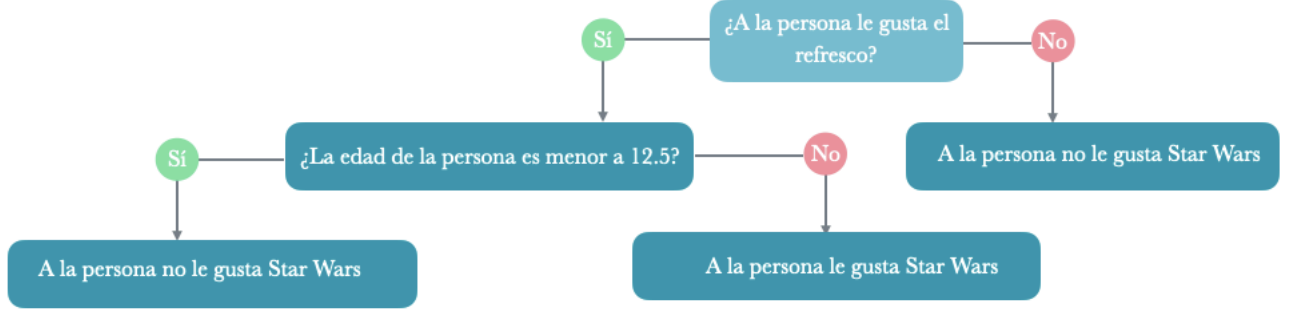 ¿A la persona le gusta el
refresco?
Sí
No
¿La edad de la persona es menor a 12.5?
A la persona no le gusta Star Wars
Sí
No
A la persona no le gusta Star Wars
A la persona le gusta Star Wars